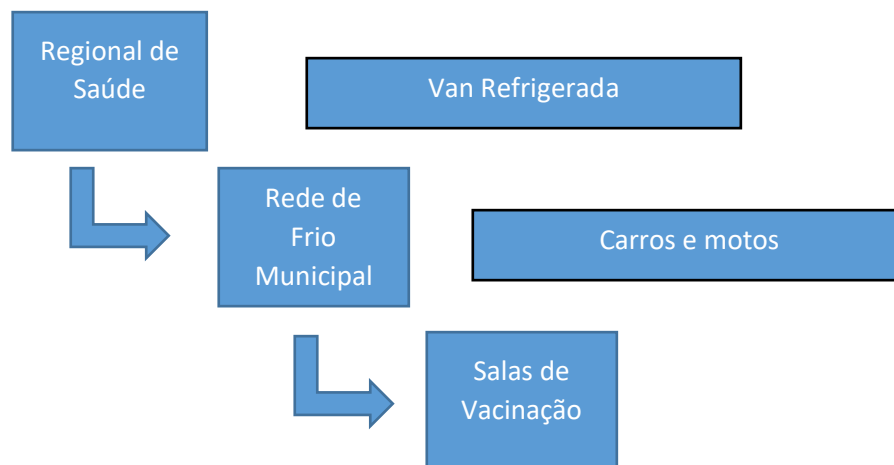 Regional de
Saúde
Van Refrigerada
Rede de
Frio
Municipal
Carros e motos
Salas de
Vacinação